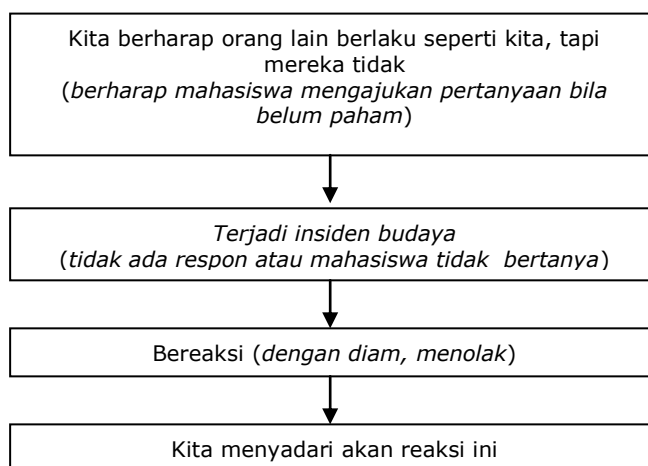 Kita berharap orang lain berlaku seperti kita, tapi
mereka tidak
(berharap mahasiswa mengajukan pertanyaan bila
belum paham)
Terjadi insiden budaya
(tidak ada respon atau mahasiswa tidak bertanya)
Bereaksi (dengan diam, menolak)
Kita menyadari akan reaksi ini